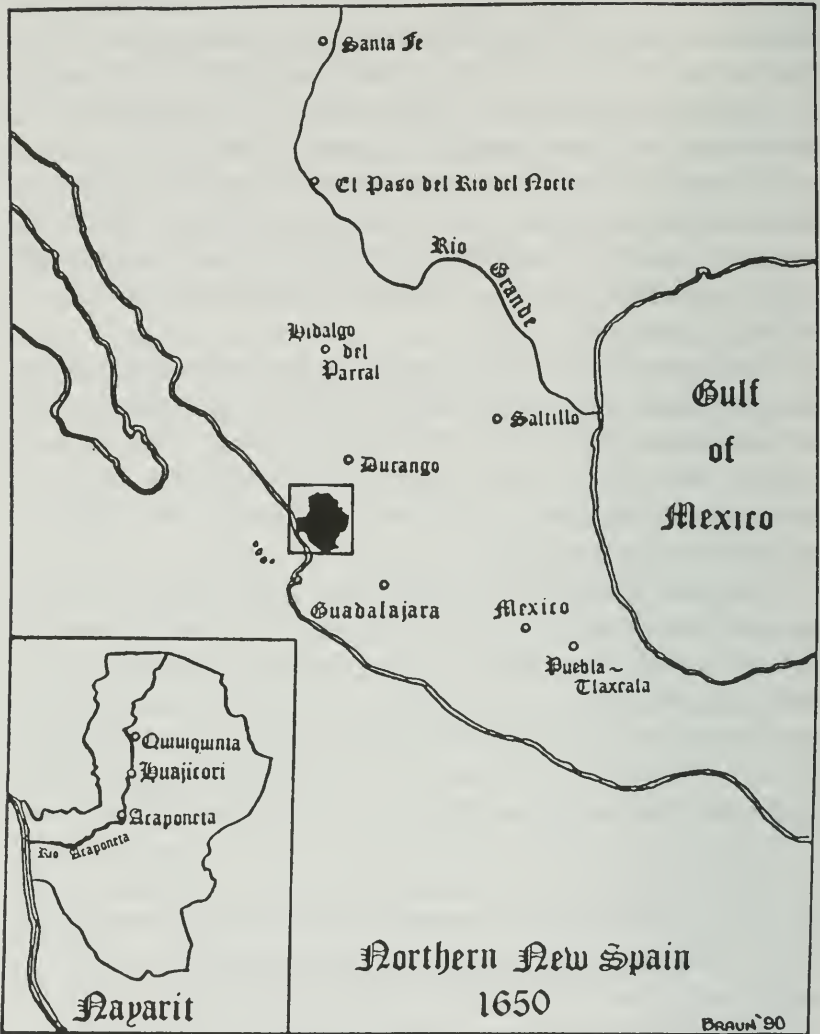 Santa Fe
El Paso del Rio del Norte
Rio
Grande
Hidalgo
del
Parral
Saltillo
Gulf
of
Mexico
Durango
Guadalajara
Mexico
Puebla~
Tlaxcala
Quiuiquinta
Huajicori
Acaponeta
Rio Acaponeta
Nayarit
Northern New Spain
1650
BRAUN '90